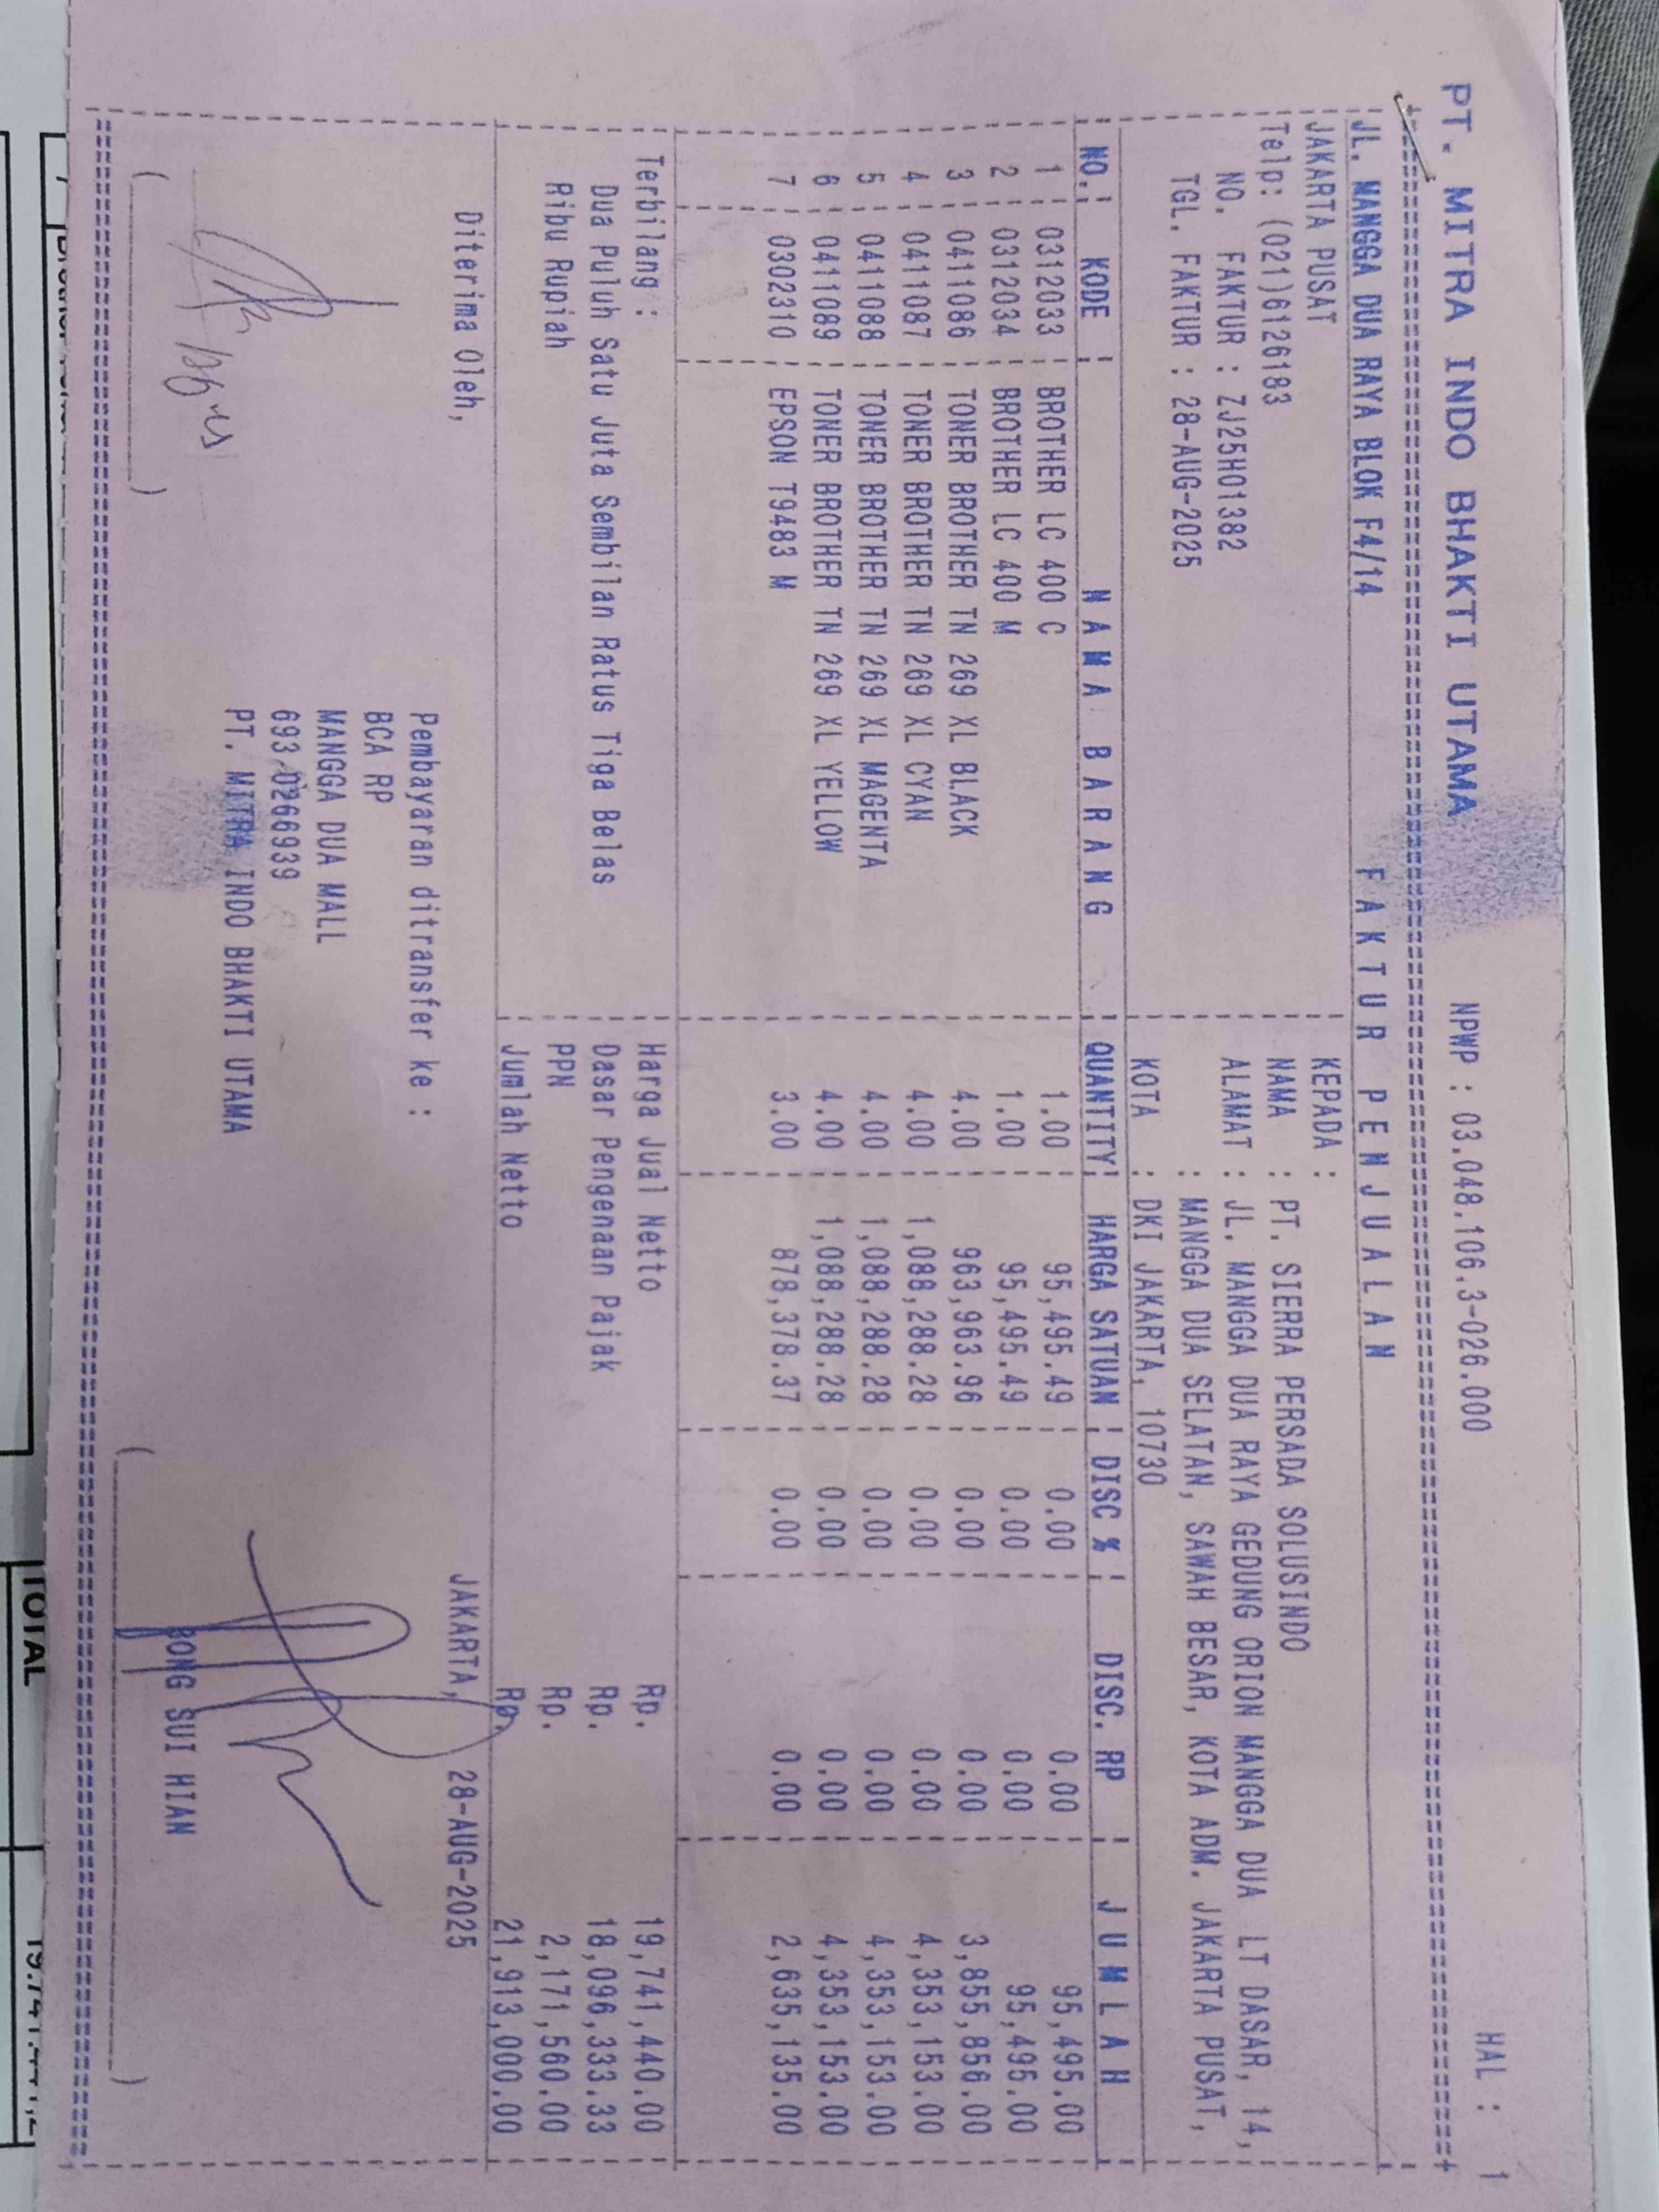 PT. MITRA INDO BHAKTI UTAMA NPWP : 03.048.106.3-026.000 HAL : 1
JL. MANGGA DUA RAYA BLOK F4/14 F A K T U R P E N J U A L A N
JAKARTA PUSAT KEPADA :
Telp: (021)6126183 NAMA : PT. SIERRA PERSADA SOLUSINDO
NO. FAKTUR : ZJ25H01382 ALAMAT : JL. MANGGA DUA RAYA GEDUNG ORION MANGGA DUA LT DASAR, 14,
TGL. FAKTUR : 28-AUG-2025 : MANGGA DUA SELATAN, SAWAH BESAR, KOTA ADM. JAKARTA PUSAT,
KOTA : DKI JAKARTA, 10730
NO. KODE N A M A B A R A N G QUANTITY HARGA SATUAN DISC % DISC. RP J U M L A H
1 0312033 BROTHER LC 400 C 1.00 95,495.49 0.00 0.00 95,495.00
2 0312034 BROTHER LC 400 M 1.00 95,495.49 0.00 0.00 95,495.00
3 0411086 TONER BROTHER TN 269 XL BLACK 4.00 963,963.96 0.00 0.00 3,855,856.00
4 0411087 TONER BROTHER TN 269 XL CYAN 4.00 1,088,288.28 0.00 0.00 4,353,153.00
5 0411088 TONER BROTHER TN 269 XL MAGENTA 4.00 1,088,288.28 0.00 0.00 4,353,153.00
6 0411089 TONER BROTHER TN 269 XL YELLOW 4.00 1,088,288.28 0.00 0.00 4,353,153.00
7 0302310 EPSON T9483 M 3.00 878,378.37 0.00 0.00 2,635,135.00
Terbilang : Harga Jual Netto Rp. 19,741,440.00
Dua Puluh Satu Juta Sembilan Ratus Tiga Belas Dasar Pengenaan Pajak Rp. 18,096,333.33
Ribu Rupiah PPN Rp. 2,171,560.00
Jumlah Netto Rp. 21,913,000.00
Diterima Oleh, JAKARTA, 28-AUG-2025
Pembayaran ditransfer ke :
BCA RP
MANGGA DUA MALL
693-0266939
PT. MITRA INDO BHAKTI UTAMA
BONG SUI HIAN
TOTAL